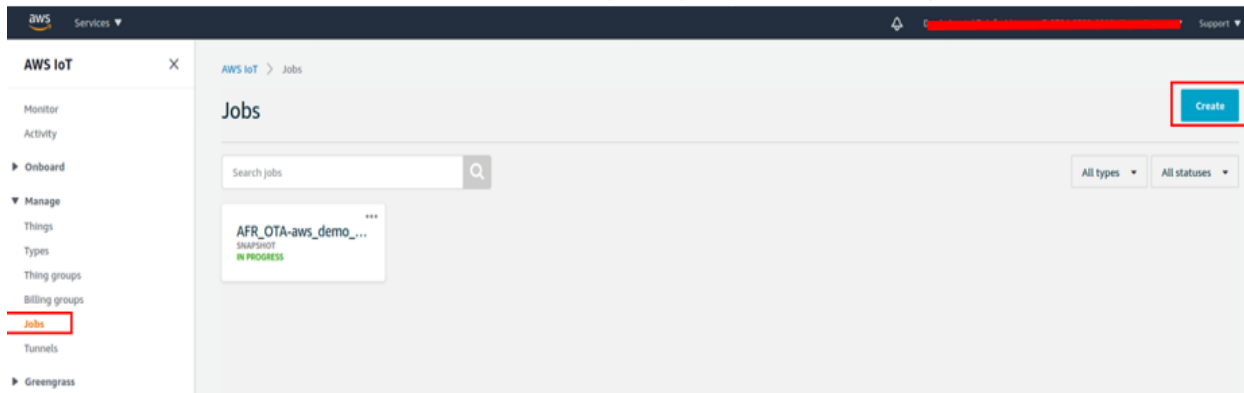 aws Services ▼
Support ▼
AWS IoT
AWS IoT > Jobs
Monitor
Activity
Onboard
Manage
Things
Types
Thing groups
Billing groups
Jobs
Tunnels
Greengrass
Jobs
Create
Search jobs
All types
All statuses
AFR_OTA-aws_demo_...
SNAPSHOT
IN PROGRESS